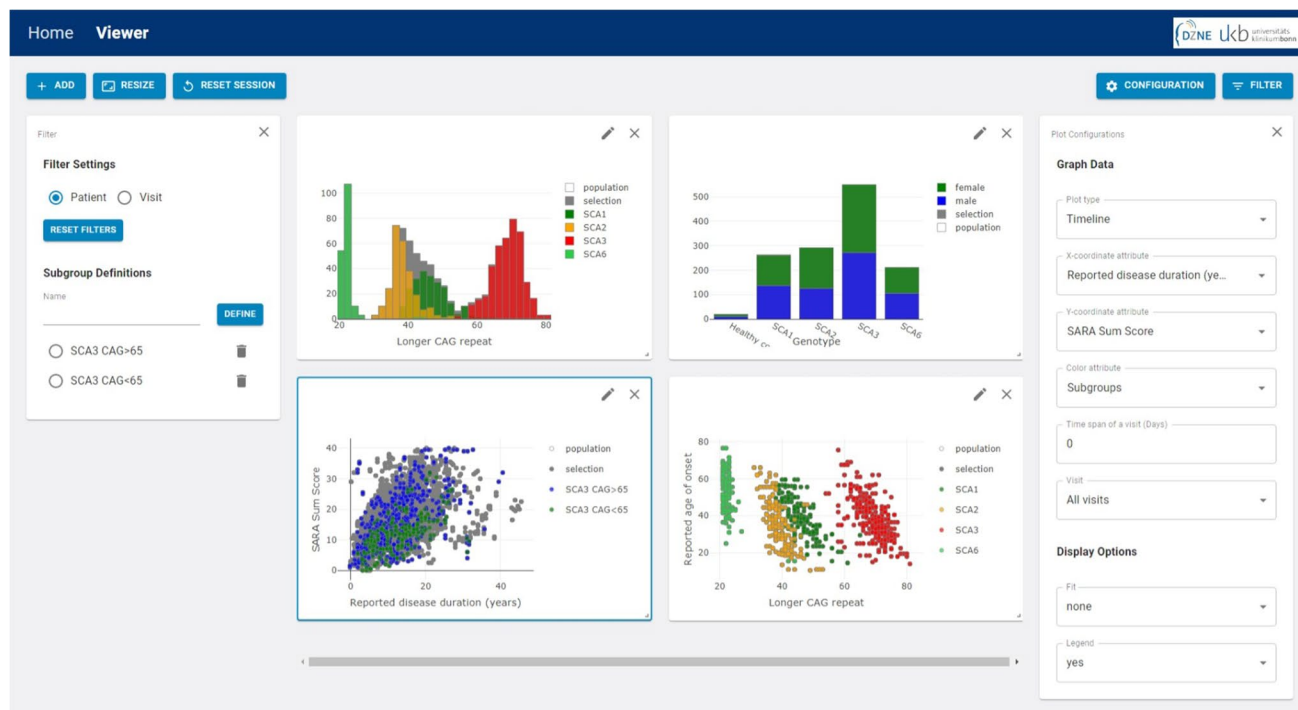 Home Viewer
DZNE ukb universitäts klinikumbonn
+ ADD RESIZE RESET SESSION CONFIGURATION FILTER
Filter
Filter Settings
Patient Visit
RESET FILTERS
Subgroup Definitions
Name
DEFINE
SCA3 CAG>65
SCA3 CAG<65
100
80
60
40
20
0
20 40 60 80
Longer CAG repeat
population
selection
SCA1
SCA2
SCA3
SCA6
500
400
300
200
100
0
Healthy co SCA1 SCA2 SCA3 SCA6
Genotype
female
male
selection
population
SARA Sum Score
40
30
20
10
0
0 20 40
Reported disease duration (years)
population
selection
SCA3 CAG>65
SCA3 CAG<65
Reported age of onset
80
60
40
20
20 40 60 80
Longer CAG repeat
population
selection
SCA1
SCA2
SCA3
SCA6
Plot Configurations
Graph Data
Plot type
Timeline
X-coordinate attribute
Reported disease duration (ye...
Y-coordinate attribute
SARA Sum Score
Color attribute
Subgroups
Time span of a visit (Days)
0
Visit
All visits
Display Options
Fit
none
Legend
yes